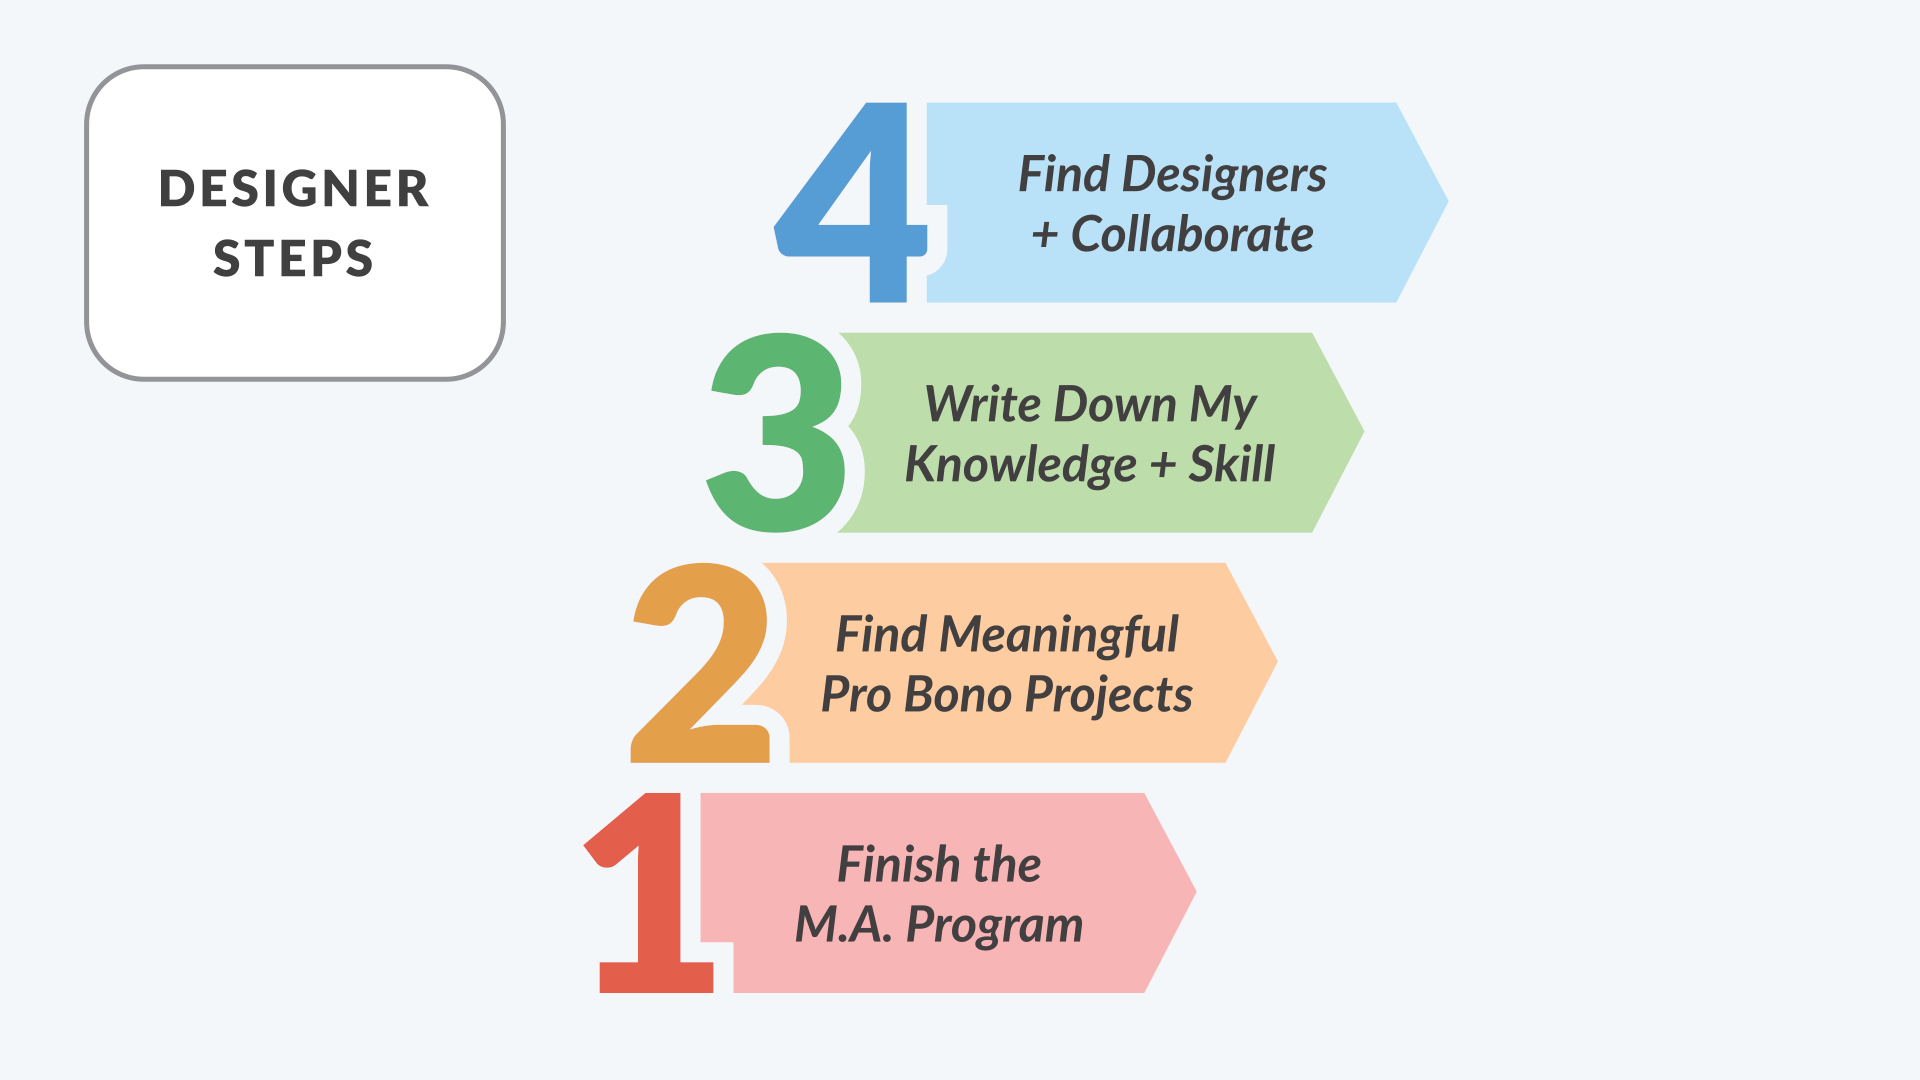 DESIGNER
STEPS
4
Find Designers
+ Collaborate
3
Write Down My
Knowledge + Skill
2
Find Meaningful
Pro Bono Projects
1
Finish the
M.A. Program